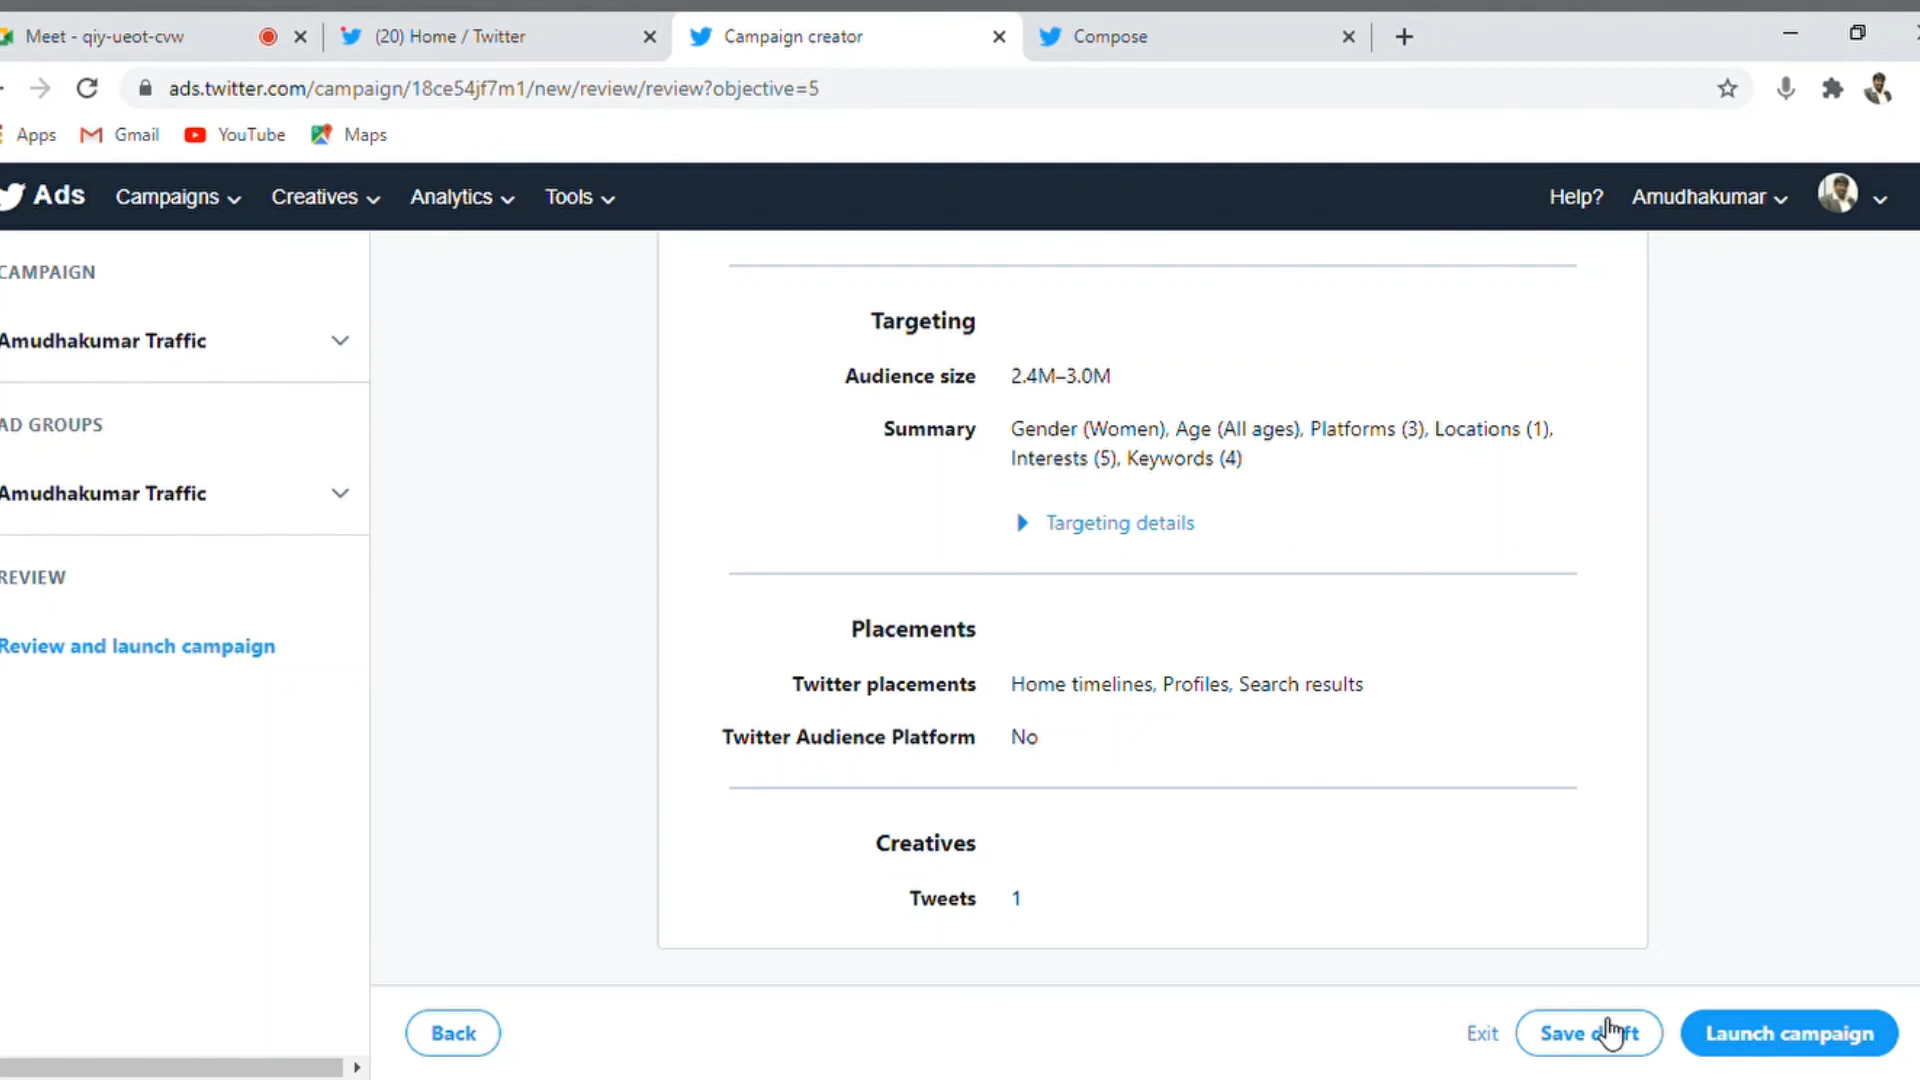 Meet - qiy-ueot-cvw
(20) Home / Twitter
Campaign creator
Compose
ads.twitter.com/campaign/18ce54jf7m1/new/review/review?objective=5
Apps
Gmail
YouTube
Maps
Ads
Campaigns
Creatives
Analytics
Tools
Help?
Amudhakumar
CAMPAIGN
Amudhakumar Traffic
AD GROUPS
Amudhakumar Traffic
REVIEW
Review and launch campaign
Targeting
Audience size 2.4M–3.0M
Summary Gender (Women), Age (All ages), Platforms (3), Locations (1),
Interests (5), Keywords (4)
Targeting details
Placements
Twitter placements Home timelines, Profiles, Search results
Twitter Audience Platform No
Creatives
Tweets 1
Back
Exit
Save draft
Launch campaign